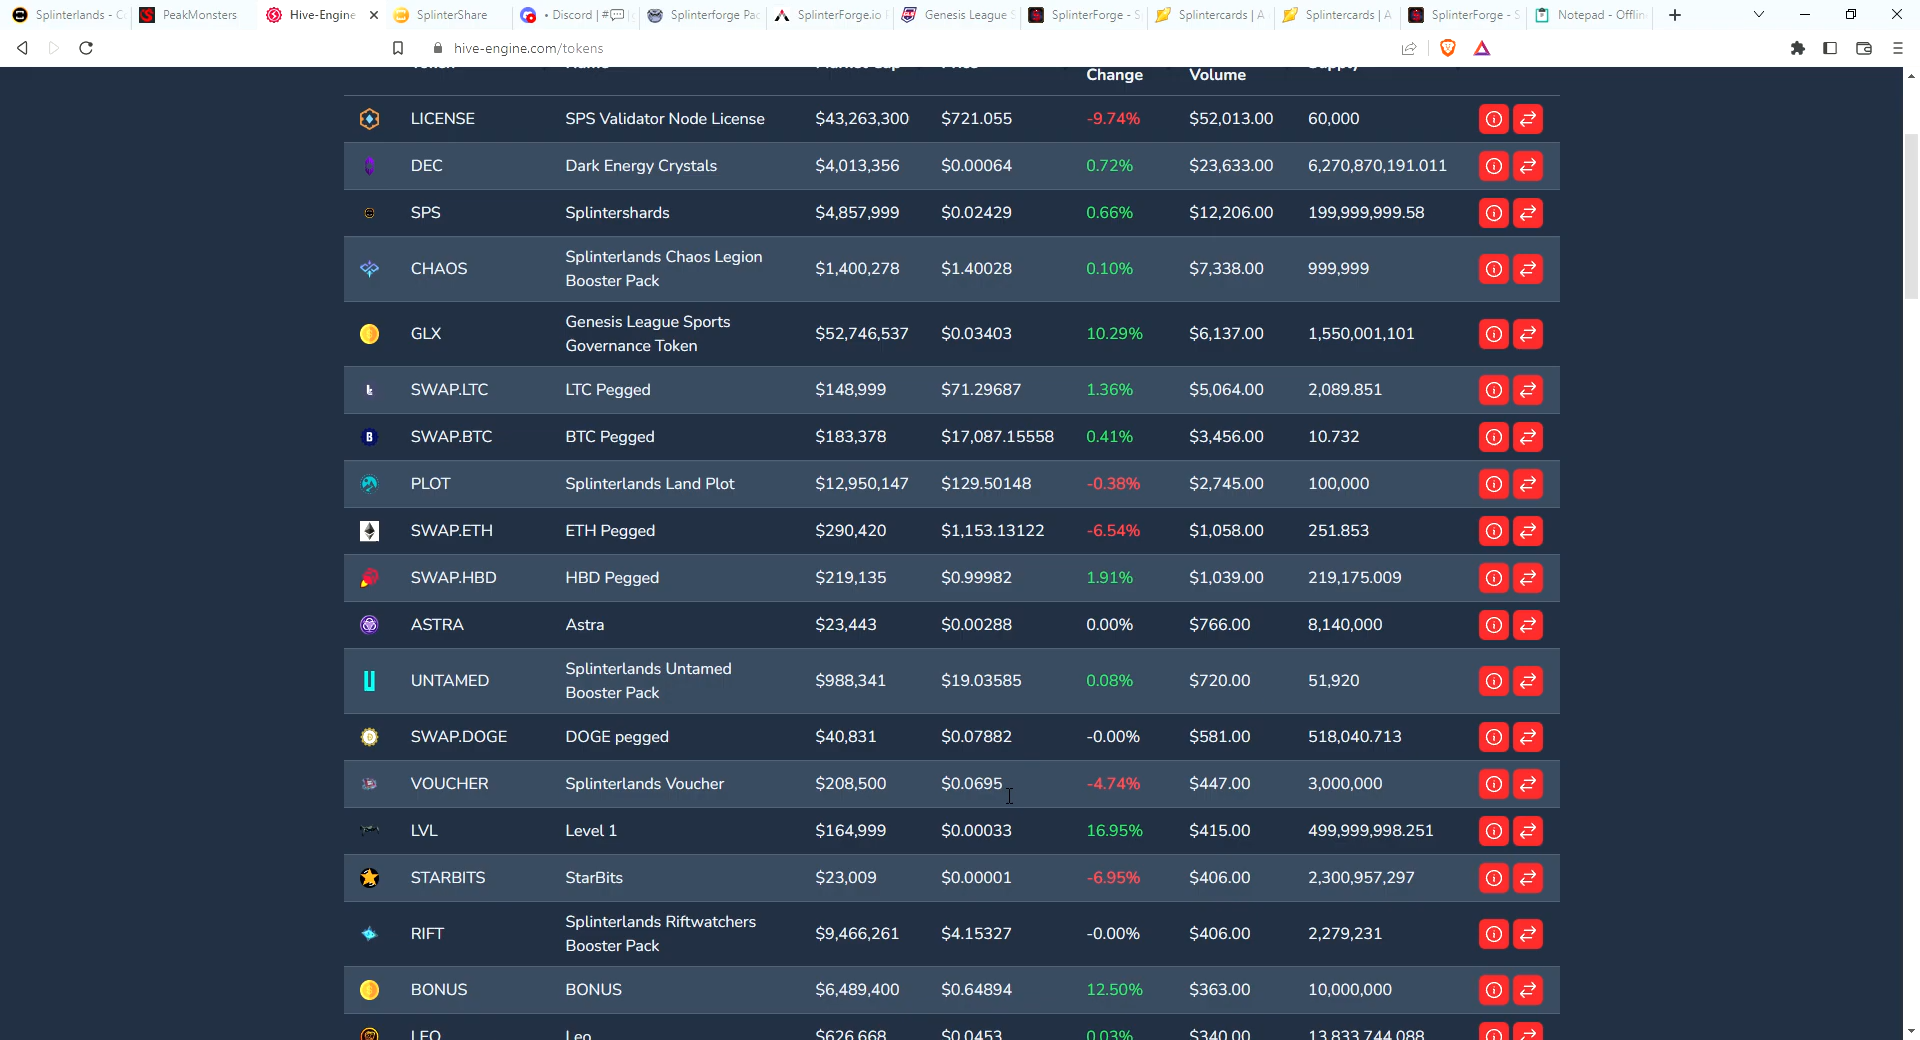 Splinterlands - C
PeakMonsters
Hive-Engine
SplinterShare
• Discord | #
Splinterforge Pac
SplinterForge.io
Genesis League S
SplinterForge - S
Splintercards | A
Splintercards | A
SplinterForge - S
Notepad - Offlin
hive-engine.com/tokens
Change Volume
LICENSE SPS Validator Node License $43,263,300 $721.055 -9.74% $52,013.00 60,000
DEC Dark Energy Crystals $4,013,356 $0.00064 0.72% $23,633.00 6,270,870,191.011
SPS Splintershards $4,857,999 $0.02429 0.66% $12,206.00 199,999,999.58
CHAOS Splinterlands Chaos Legion $1,400,278 $1.40028 0.10% $7,338.00 999,999
Booster Pack
GLX Genesis League Sports $52,746,537 $0.03403 10.29% $6,137.00 1,550,001,101
Governance Token
SWAP.LTC LTC Pegged $148,999 $71.29687 1.36% $5,064.00 2,089.851
SWAP.BTC BTC Pegged $183,378 $17,087.15558 0.41% $3,456.00 10.732
PLOT Splinterlands Land Plot $12,950,147 $129.50148 -0.38% $2,745.00 100,000
SWAP.ETH ETH Pegged $290,420 $1,153.13122 -6.54% $1,058.00 251.853
SWAP.HBD HBD Pegged $219,135 $0.99982 1.91% $1,039.00 219,175.009
ASTRA Astra $23,443 $0.00288 0.00% $766.00 8,140,000
UNTAMED Splinterlands Untamed $988,341 $19.03585 0.08% $720.00 51,920
Booster Pack
SWAP.DOGE DOGE pegged $40,831 $0.07882 -0.00% $581.00 518,040.713
VOUCHER Splinterlands Voucher $208,500 $0.0695 -4.74% $447.00 3,000,000
LVL Level 1 $164,999 $0.00033 16.95% $415.00 499,999,998.251
STARBITS StarBits $23,009 $0.00001 -6.95% $406.00 2,300,957,297
RIFT Splinterlands Riftwatchers $9,466,261 $4.15327 -0.00% $406.00 2,279,231
Booster Pack
BONUS BONUS $6,489,400 $0.64894 12.50% $363.00 10,000,000
LEO Leo $626,668 $0.0453 0.03% $340.00 13,833,744.088